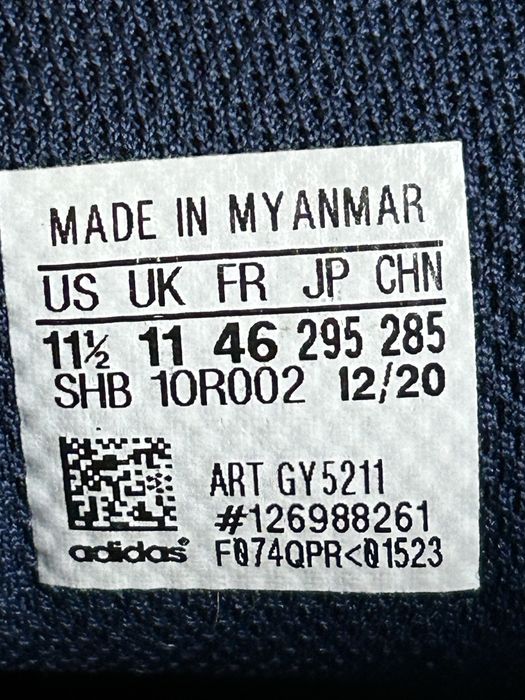 MADE IN MYANMAR
US UK FR JP CHN
11½ 11 46 295 285
SHB 10R002 12/20
ART GY5211
#126988261
adidas® F074QPR<01523